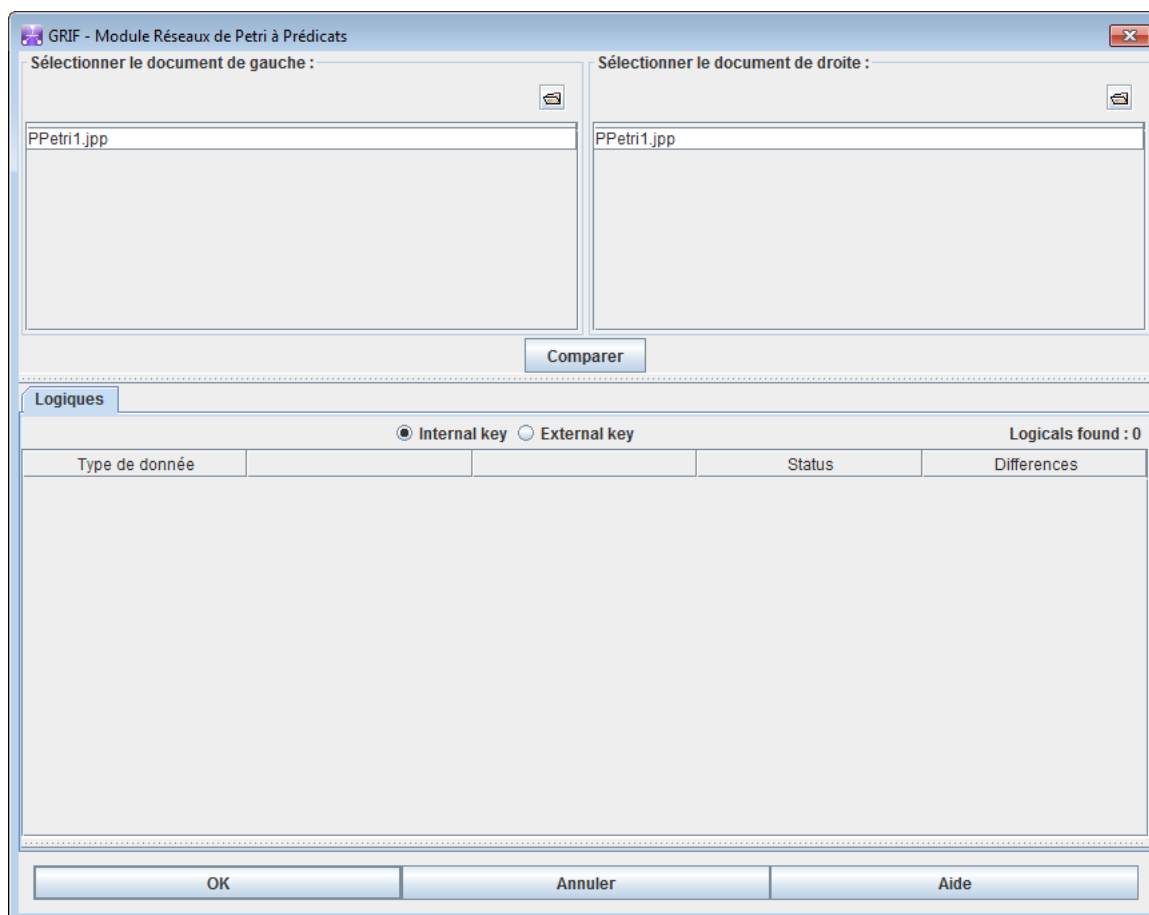 GRIF - Module Réseaux de Petri à Prédicats
Sélectionner le document de gauche :
Sélectionner le document de droite :
PPetri1.jpp
PPetri1.jpp
Comparer
Logiques
Internal key External key Logicals found : 0
Type de donnée Status Differences
OK Annuler Aide